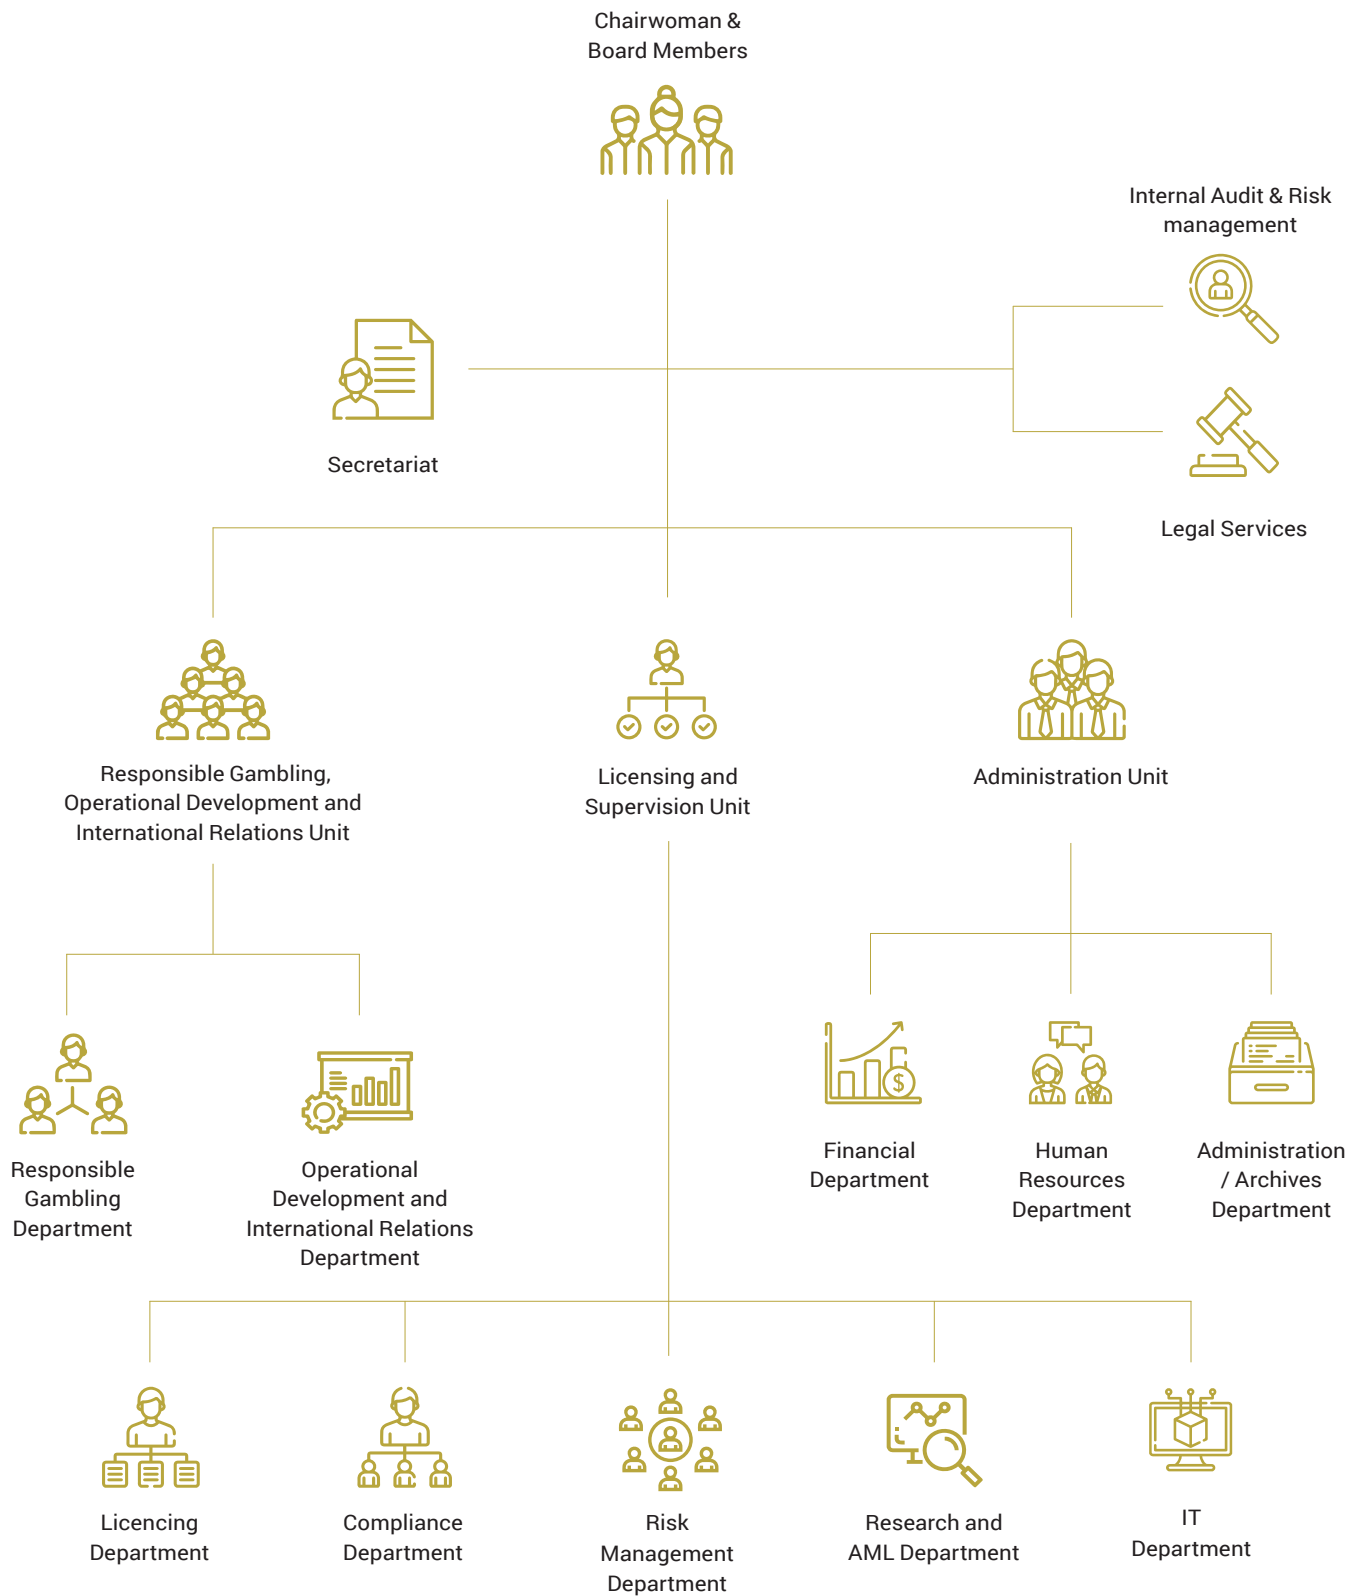 Chairwoman &
Board Members
Internal Audit & Risk
management
Secretariat
Legal Services
Responsible Gambling,
Operational Development and
International Relations Unit
Licensing and
Supervision Unit
Administration Unit
Responsible
Gambling
Department
Operational
Development and
International Relations
Department
$
Financial
Department
Human
Resources
Department
Administration
/ Archives
Department
Licencing
Department
Compliance
Department
Risk
Management
Department
Research and
AML Department
IT
Department